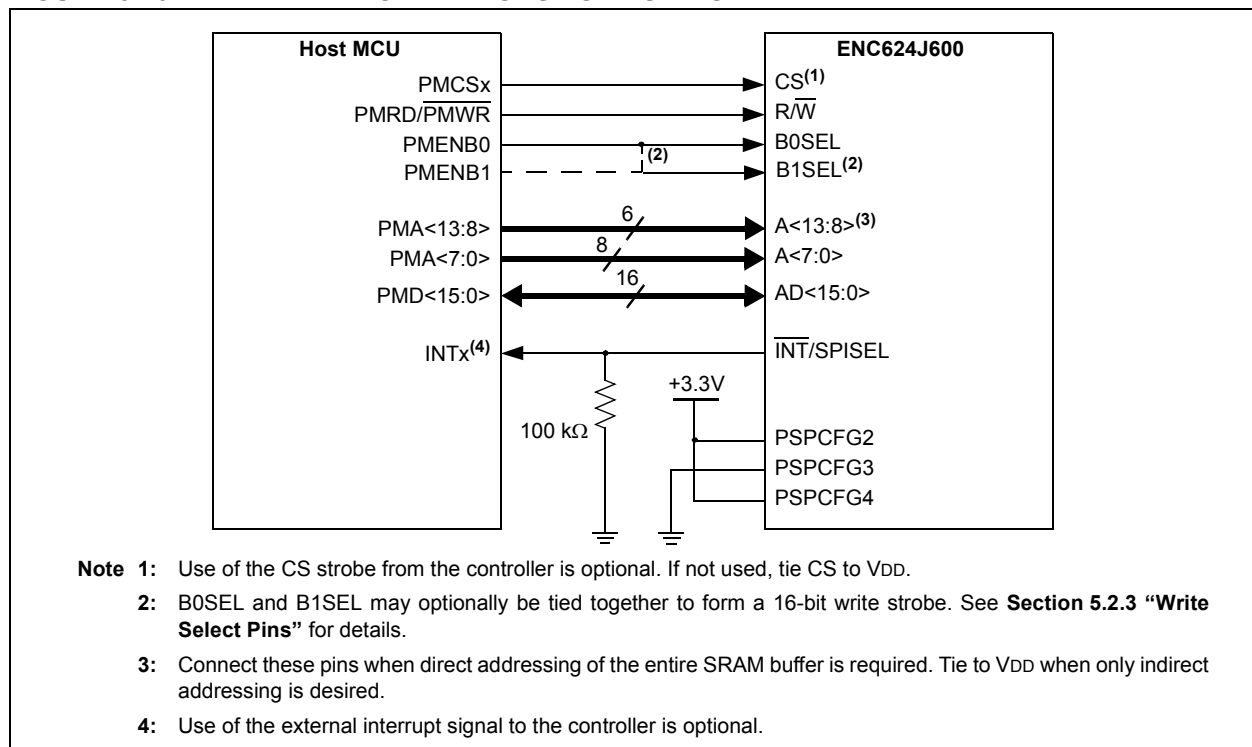 Host MCU
ENC624J600
PMCSx
CS(1)
PMRD/PMWR
R/W
PMENB0
B0SEL
(2)
PMENB1
B1SEL(2)
6
PMA<13:8>
A<13:8>(3)
8
PMA<7:0>
A<7:0>
16
PMD<15:0>
AD<15:0>
INTx(4)
INT/SPISEL
+3.3V
100 kΩ
PSPCFG2
PSPCFG3
PSPCFG4
Note 1: Use of the CS strobe from the controller is optional. If not used, tie CS to VDD.
2: B0SEL and B1SEL may optionally be tied together to form a 16-bit write strobe. See Section 5.2.3 “Write
Select Pins” for details.
3: Connect these pins when direct addressing of the entire SRAM buffer is required. Tie to VDD when only indirect
addressing is desired.
4: Use of the external interrupt signal to the controller is optional.